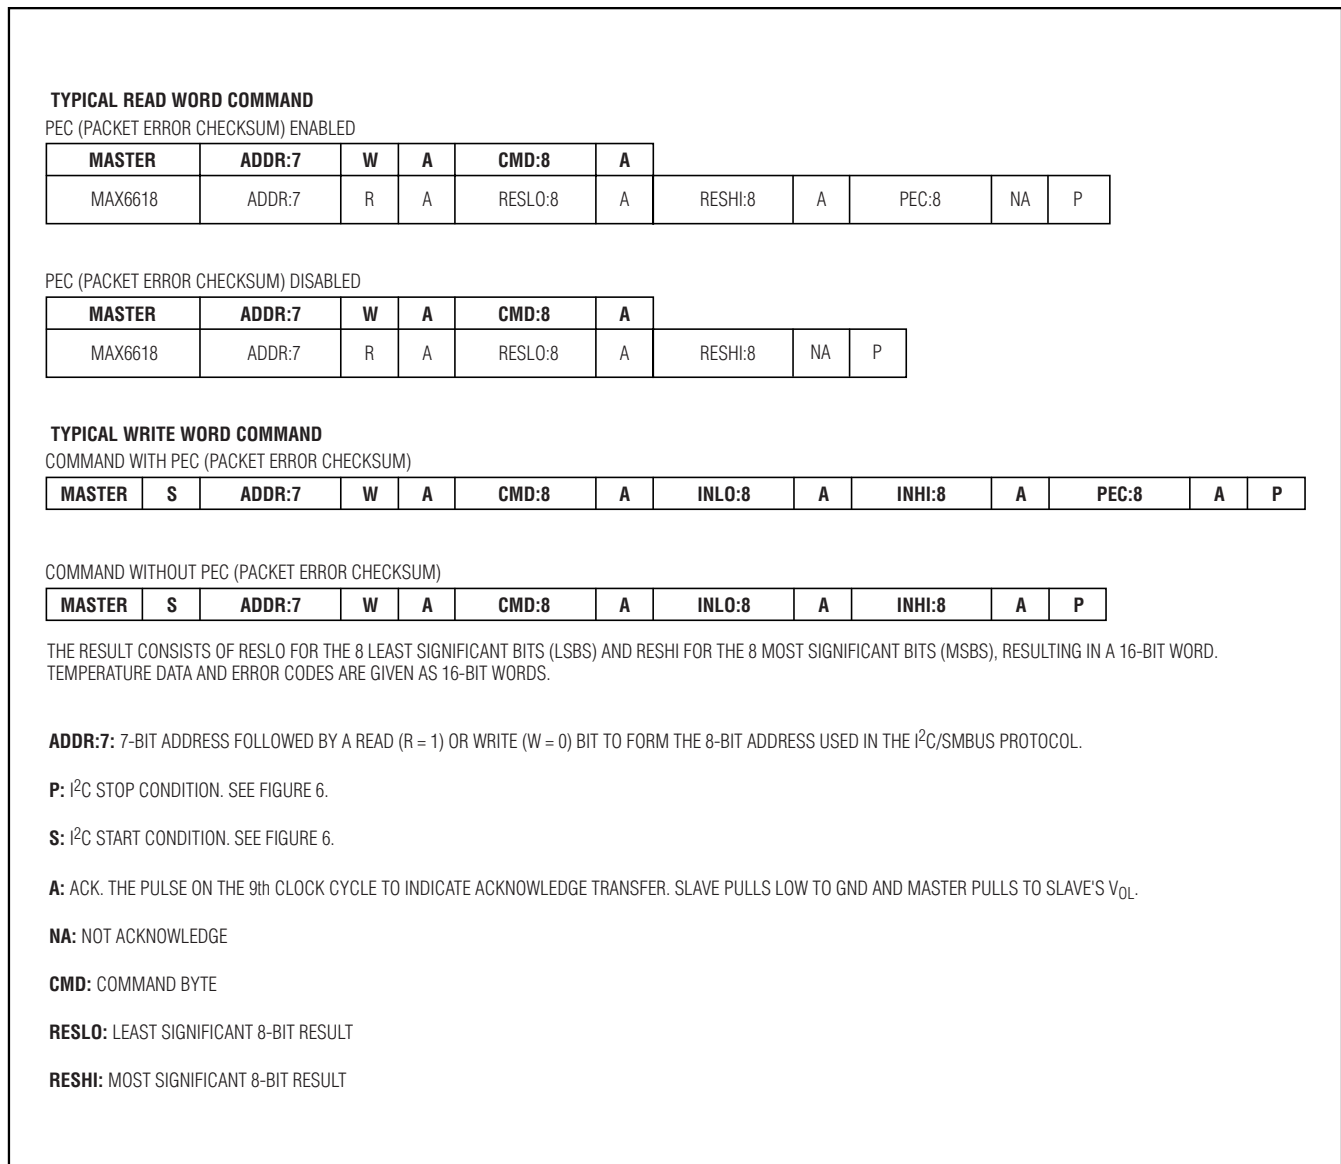 TYPICAL READ WORD COMMAND
PEC (PACKET ERROR CHECKSUM) ENABLED
MASTER ADDR:7 W A CMD:8 A
MAX6618 ADDR:7 R A RESLO:8 A RESHI:8 A PEC:8 NA P
PEC (PACKET ERROR CHECKSUM) DISABLED
MASTER ADDR:7 W A CMD:8 A
MAX6618 ADDR:7 R A RESLO:8 A RESHI:8 NA P
TYPICAL WRITE WORD COMMAND
COMMAND WITH PEC (PACKET ERROR CHECKSUM)
MASTER S ADDR:7 W A CMD:8 A INLO:8 A INHI:8 A PEC:8 A P
COMMAND WITHOUT PEC (PACKET ERROR CHECKSUM)
MASTER S ADDR:7 W A CMD:8 A INLO:8 A INHI:8 A P
THE RESULT CONSISTS OF RESLO FOR THE 8 LEAST SIGNIFICANT BITS (LSBS) AND RESHI FOR THE 8 MOST SIGNIFICANT BITS (MSBS), RESULTING IN A 16-BIT WORD.
TEMPERATURE DATA AND ERROR CODES ARE GIVEN AS 16-BIT WORDS.
ADDR:7: 7-BIT ADDRESS FOLLOWED BY A READ (R = 1) OR WRITE (W = 0) BIT TO FORM THE 8-BIT ADDRESS USED IN THE I²C/SMBUS PROTOCOL.
P: I²C STOP CONDITION. SEE FIGURE 6.
S: I²C START CONDITION. SEE FIGURE 6.
A: ACK. THE PULSE ON THE 9th CLOCK CYCLE TO INDICATE ACKNOWLEDGE TRANSFER. SLAVE PULLS LOW TO GND AND MASTER PULLS TO SLAVE'S VOL.
NA: NOT ACKNOWLEDGE
CMD: COMMAND BYTE
RESLO: LEAST SIGNIFICANT 8-BIT RESULT
RESHI: MOST SIGNIFICANT 8-BIT RESULT